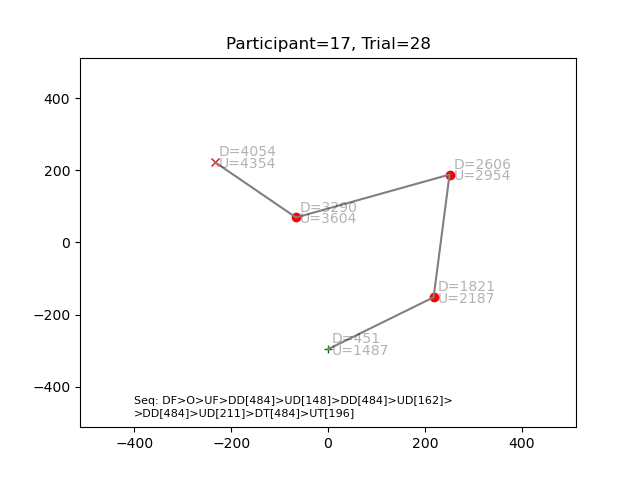 Participant=17, Trial=28
400
200
0
−200
−400
D=4054
U=4354
D=2606
U=2954
D=3290
U=3604
D=1821
U=2187
D=451
U=1487
Seq: DF>O>UF>DD[484]>UD[148]>DD[484]>UD[162]>
>DD[484]>UD[211]>DT[484]>UT[196]
−400
−200
0
200
400